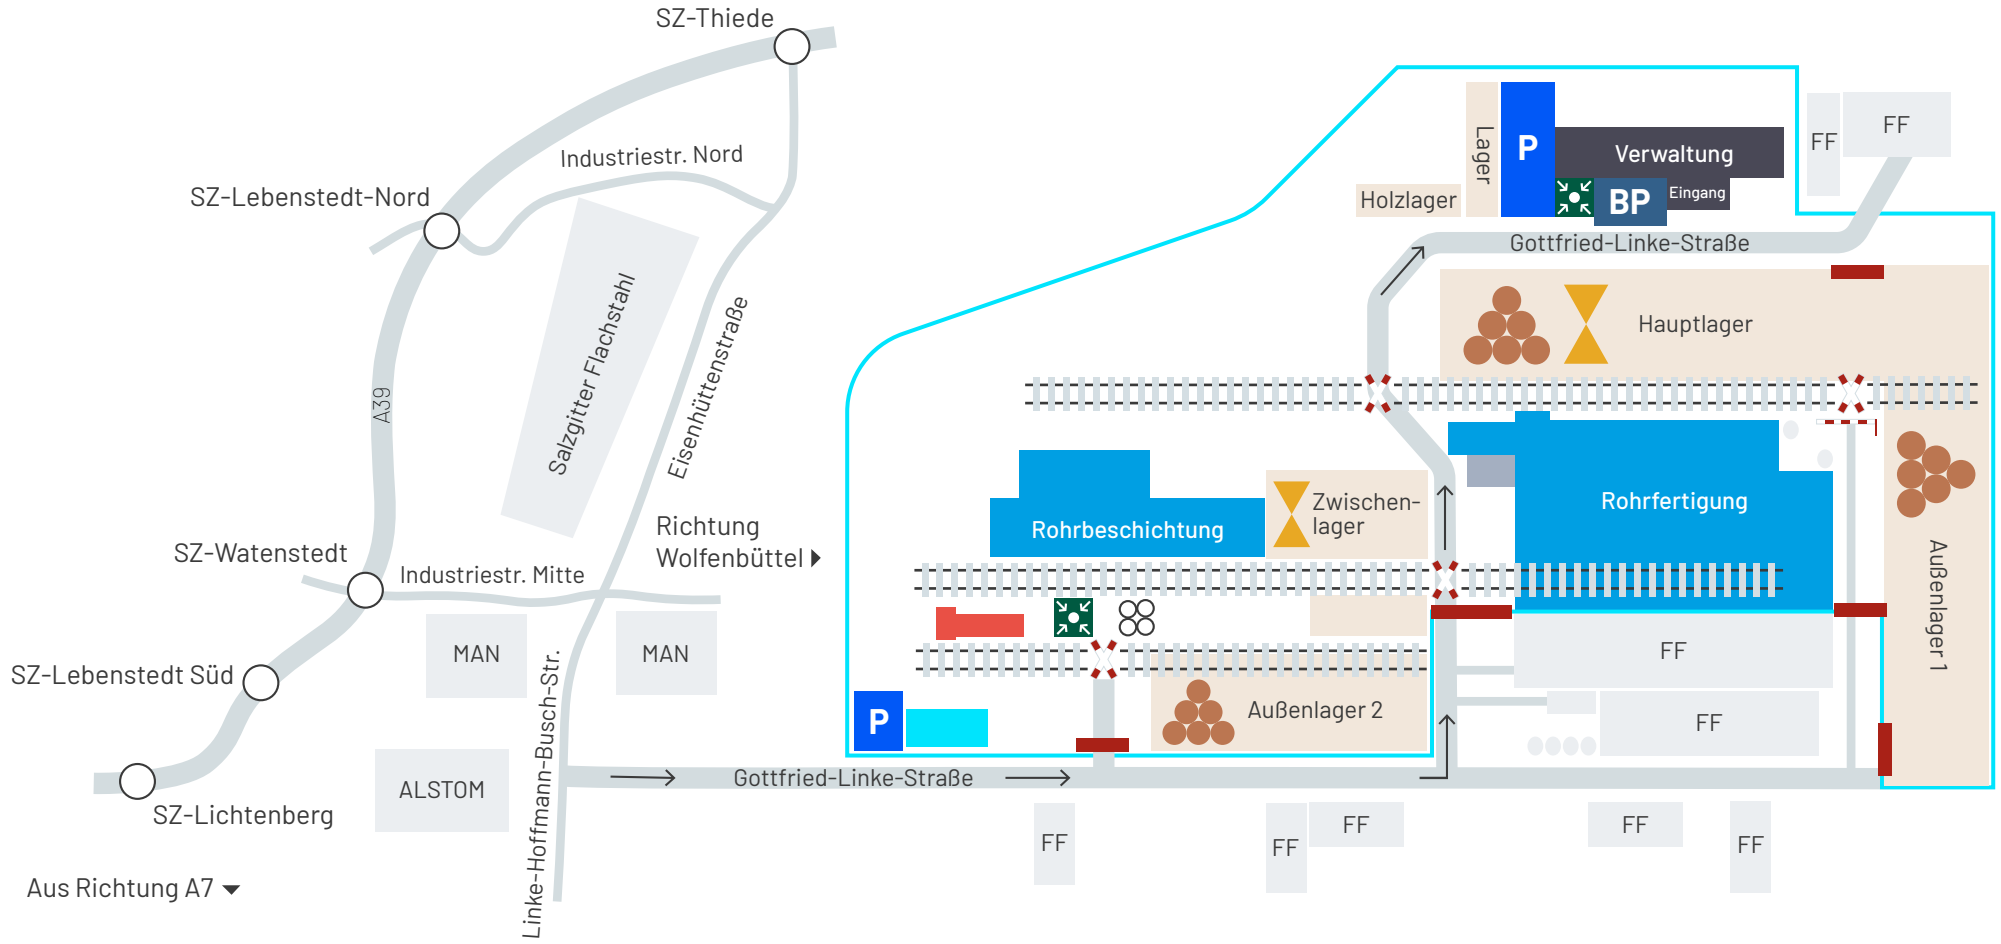 SZ-Thiede
Industriestr. Nord
SZ-Lebenstedt-Nord
Salzgitter Flachstahl
Eisenhüttenstraße
A39
Richtung
Wolfenbüttel
SZ-Watenstedt
Industriestr. Mitte
MAN
MAN
SZ-Lebenstedt Süd
ALSTOM
Linke-Hoffmann-Busch-Str.
SZ-Lichtenberg
Aus Richtung A7
Lager
P
Verwaltung
BP
Eingang
Holzlager
Gottfried-Linke-Straße
FF
FF
Hauptlager
Rohrbeschichtung
Zwischen-
lager
Rohrfertigung
Außenlager 1
FF
FF
P
Außenlager 2
Gottfried-Linke-Straße
FF
FF
FF
FF
FF